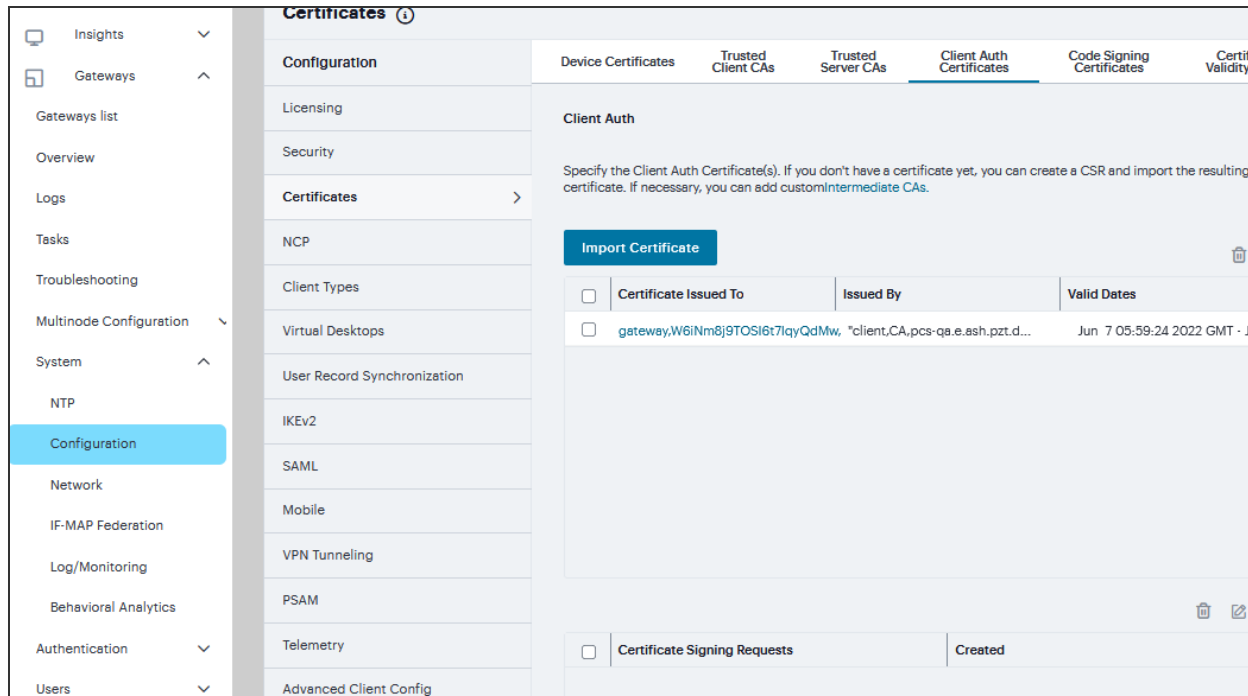 Insights
Gateways
Gateways list
Overview
Logs
Tasks
Troubleshooting
Multinode Configuration
System
NTP
Configuration
Network
IF-MAP Federation
Log/Monitoring
Behavioral Analytics
Authentication
Users
Certificates
Configuration
Licensing
Security
Certificates
NCP
Client Types
Virtual Desktops
User Record Synchronization
IKEv2
SAML
Mobile
VPN Tunneling
PSAM
Telemetry
Advanced Client Config
Device Certificates
Trusted
Client CAs
Trusted
Server CAs
Client Auth
Certificates
Code Signing
Certificates
Certif
Validity
Client Auth
Specify the Client Auth Certificate(s). If you don't have a certificate yet, you can create a CSR and import the resulting
certificate. If necessary, you can add customIntermediate CAs.
Import Certificate
Certificate Issued To Issued By Valid Dates
gateway,W6iNm8j9TOSI6t7IqyQdMw, "client,CA,pcs-qa.e.ash.pzt.d... Jun 7 05:59:24 2022 GMT - J
Certificate Signing Requests Created